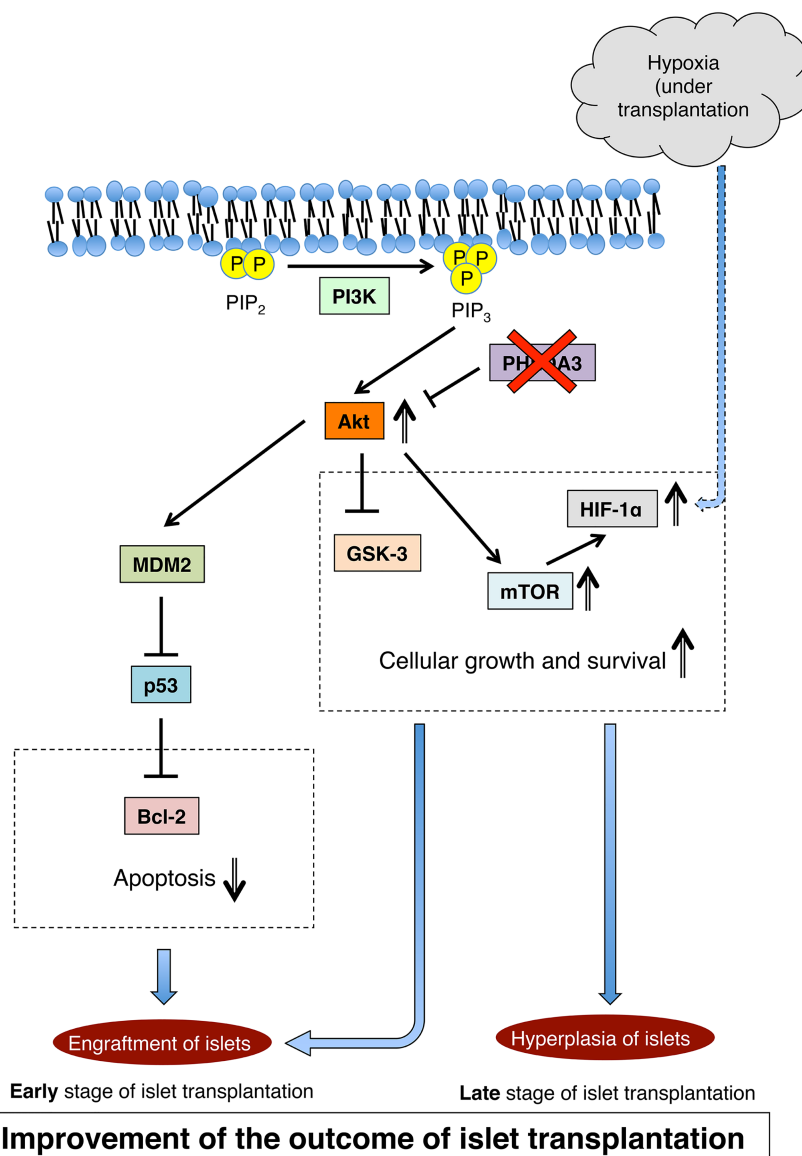 Hypoxia
(under
transplantation
P P
P P
P
PI3K
PIP2
PIP3
PH DA3
Akt
HIF-1α
GSK-3
MDM2
mTOR
Cellular growth and survival
p53
Bcl-2
Apoptosis
Engraftment of islets
Hyperplasia of islets
Early stage of islet transplantation
Late stage of islet transplantation
Improvement of the outcome of islet transplantation